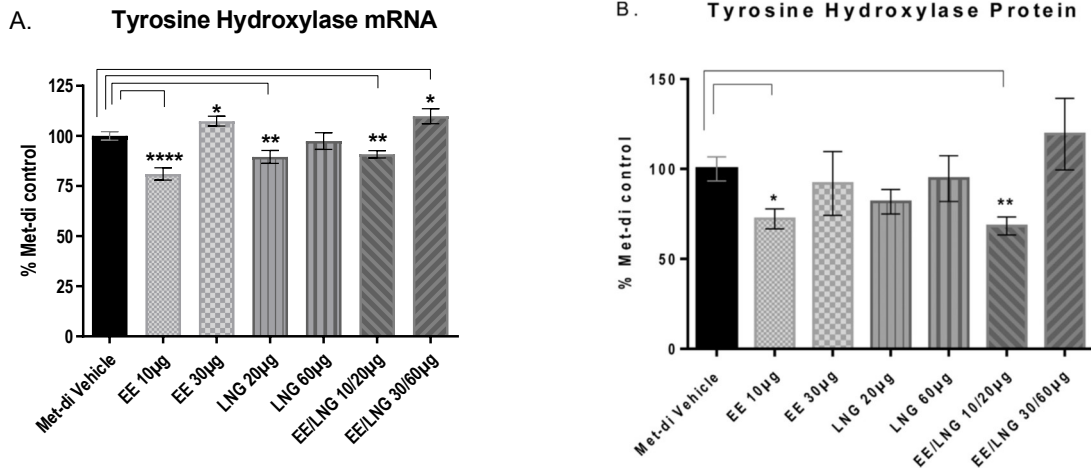 A.
Tyrosine Hydroxylase mRNA
% Met-di control
125
100
75
50
25
0
****
*
**
**
*
Met-di Vehicle
EE 10µg
EE 30µg
LNG 20µg
LNG 60µg
EE/LNG 10/20µg
EE/LNG 30/60µg
B.
Tyrosine Hydroxylase Protein
% Met-di control
150
100
50
0
*
**
Met-di Vehicle
EE 10µg
EE 30µg
LNG 20µg
LNG 60µg
EE/LNG 10/20µg
EE/LNG 30/60µg